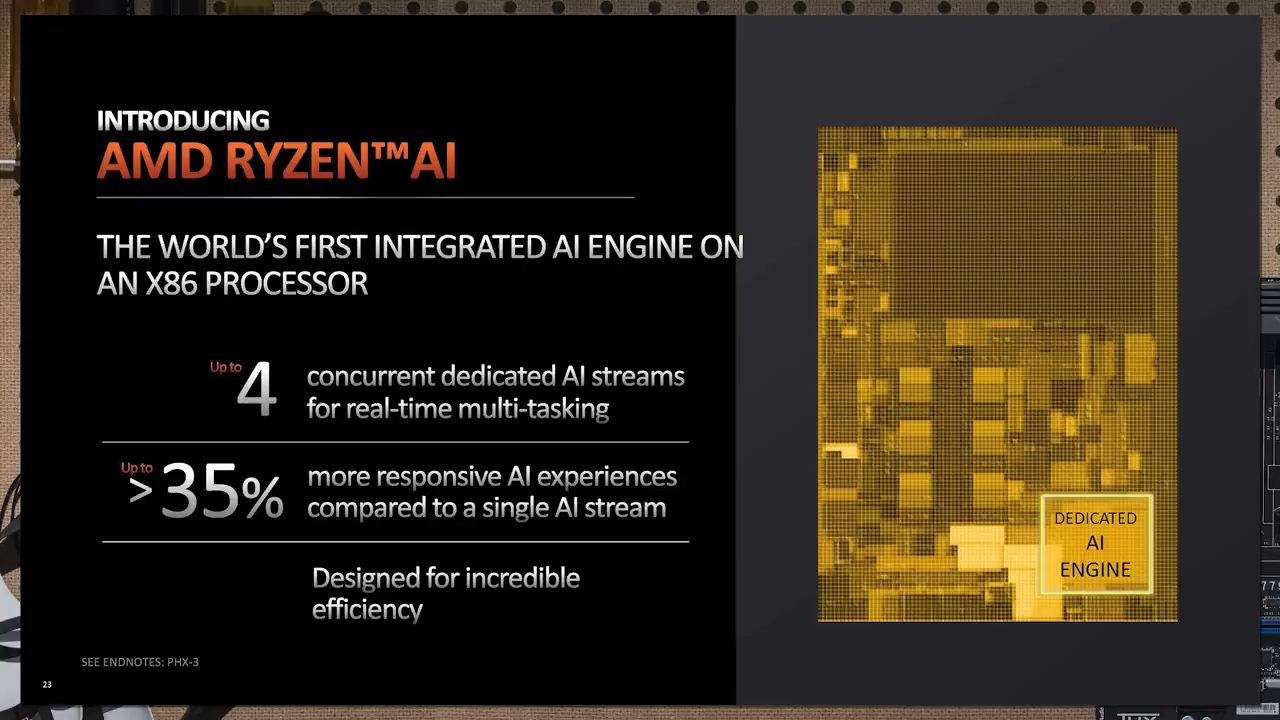 INTRODUCING
AMD RYZEN™AI
THE WORLD'S FIRST INTEGRATED AI ENGINE ON
AN X86 PROCESSOR
Up to
4
concurrent dedicated AI streams
for real-time multi-tasking
Up to
>35%
more responsive AI experiences
compared to a single AI stream
Designed for incredible
efficiency
DEDICATED
AI
ENGINE
SEE ENDNOTES: PHX-3
23